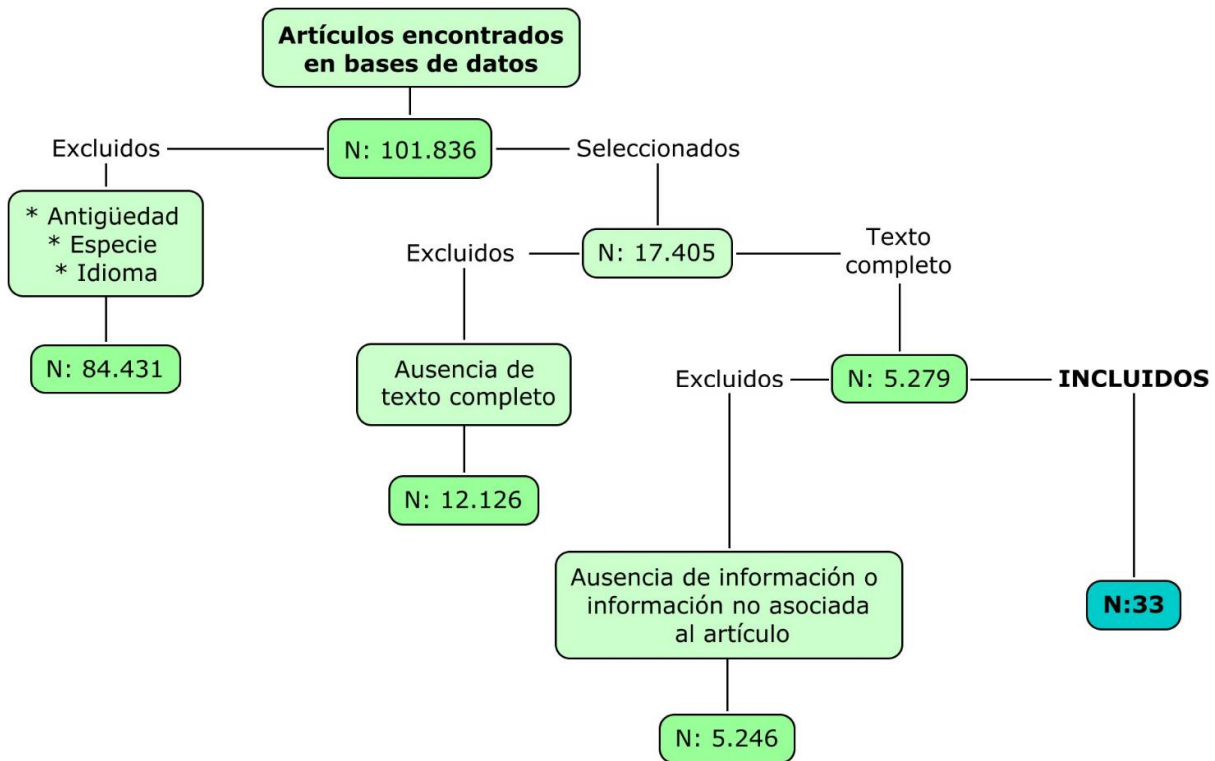 Artículos encontrados
en bases de datos
N: 101.836
Excluidos
Seleccionados
* Antigüedad
* Especie
* Idioma
N: 84.431
Excluidos
N: 17.405
Texto
completo
Ausencia de
texto completo
N: 12.126
Excluidos
N: 5.279
INCLUIDOS
Ausencia de información o
información no asociada
al artículo
N:33
N: 5.246